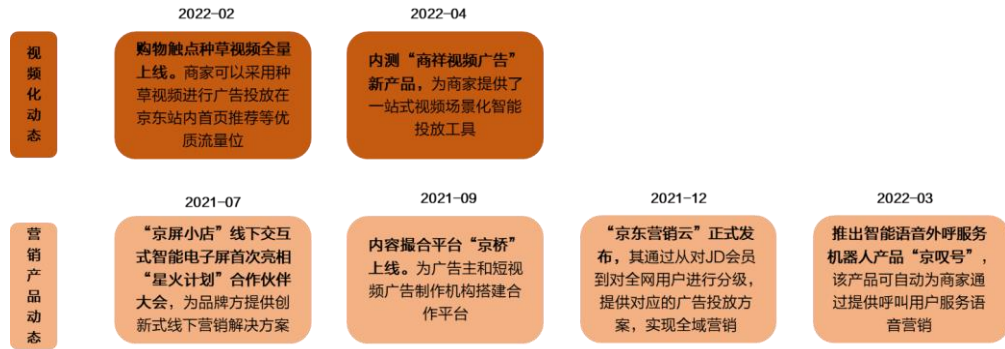 2022-02
2022-04
视频化动态
购物触点种草视频全量
上线。商家可以采用种
草视频进行广告投放在
京东站内首页推荐等优
质流量位
内测“商祥视频广告”
新产品，为商家提供了
一站式视频场景化智能
投放工具
2021-07
2021-09
2021-12
2022-03
营销产品动态
“京屏小店”线下交互
式智能电子屏首次亮相
“星火计划”合作伙伴
大会，为品牌方提供创
新式线下营销解决方案
内容撮合平台“京桥”
上线。为广告主和短视
频广告制作机构搭建合
作平台
“京东营销云”正式发
布，其通过从对JD会员
到对全网用户进行分级，
提供对应的广告投放方
案，实现全域营销
推出智能语音外呼服务
机器人产品“京叹号”，
该产品可自动为商家通
过提供呼叫用户服务语
音营销